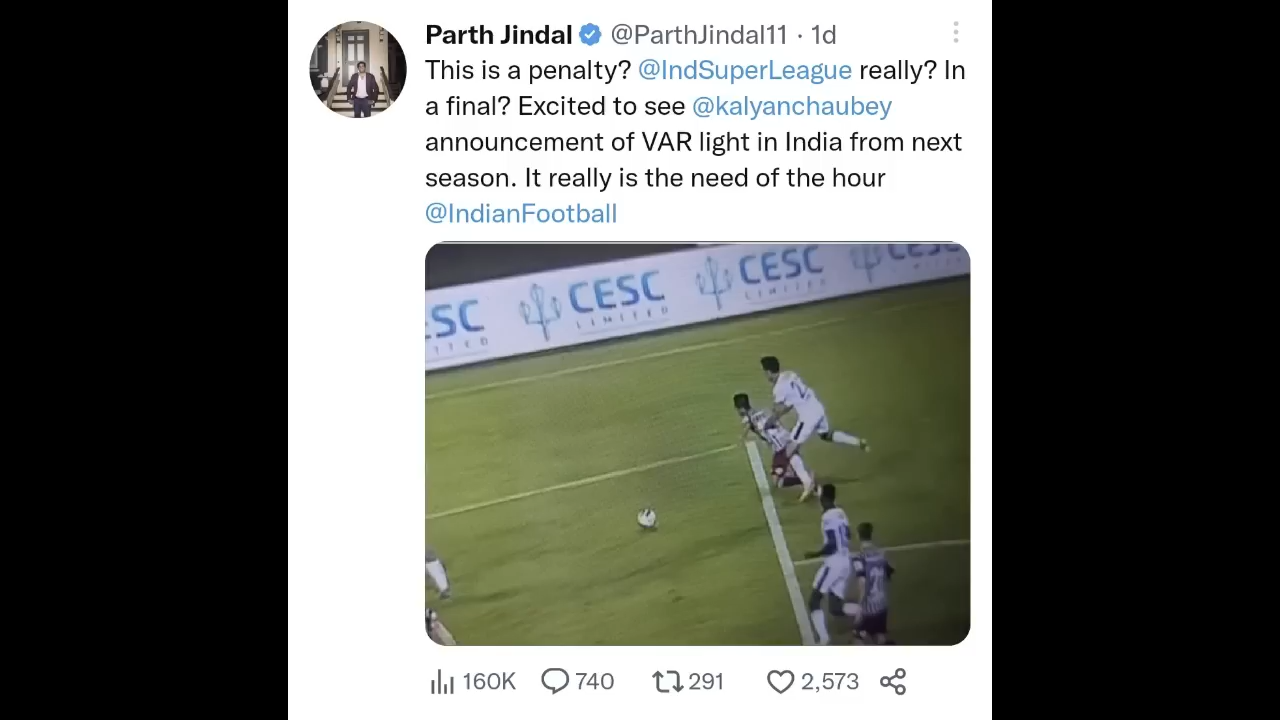 Parth Jindal @ParthJindal11 · 1d
This is a penalty? @IndSuperLeague really? In
a final? Excited to see @kalyanchaubey
announcement of VAR light in India from next
season. It really is the need of the hour
@IndianFootball
CESC
LIMITED
CESC
LIMITED
160K 740 291 2,573